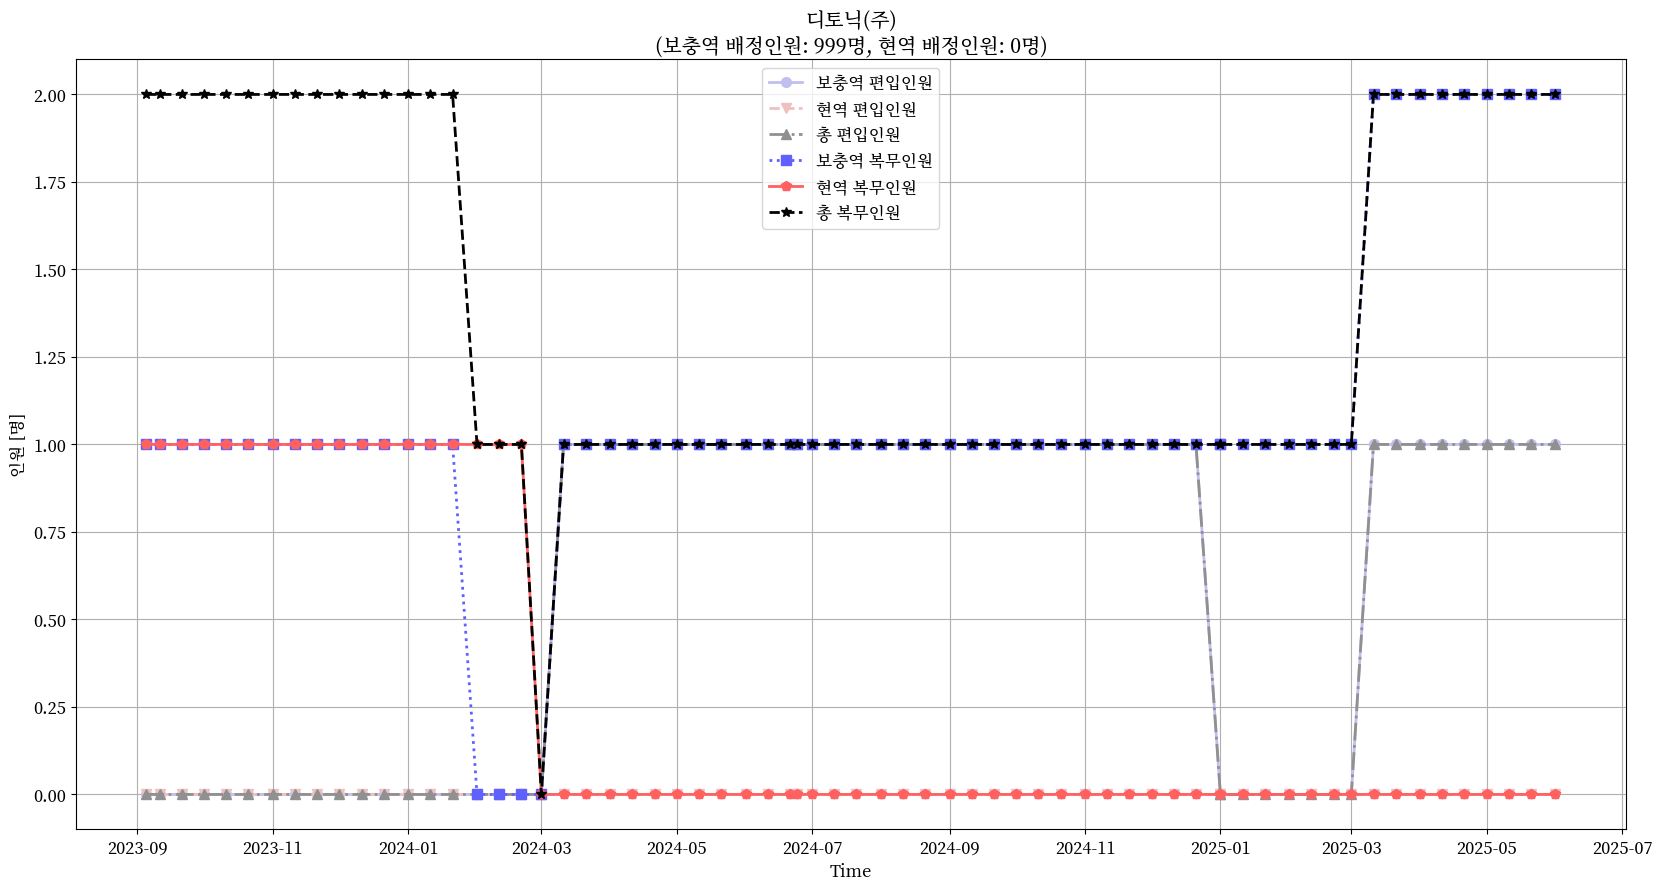 디토닉(주)
(보충역 배정인원: 999명, 현역 배정인원: 0명)
보충역 편입인원
현역 편입인원
총 편입인원
보충역 복무인원
현역 복무인원
총 복무인원
인원 [명]
2.00
1.75
1.50
1.25
1.00
0.75
0.50
0.25
0.00
2023-09
2023-11
2024-01
2024-03
2024-05
2024-07
2024-09
2024-11
2025-01
2025-03
2025-05
2025-07
Time